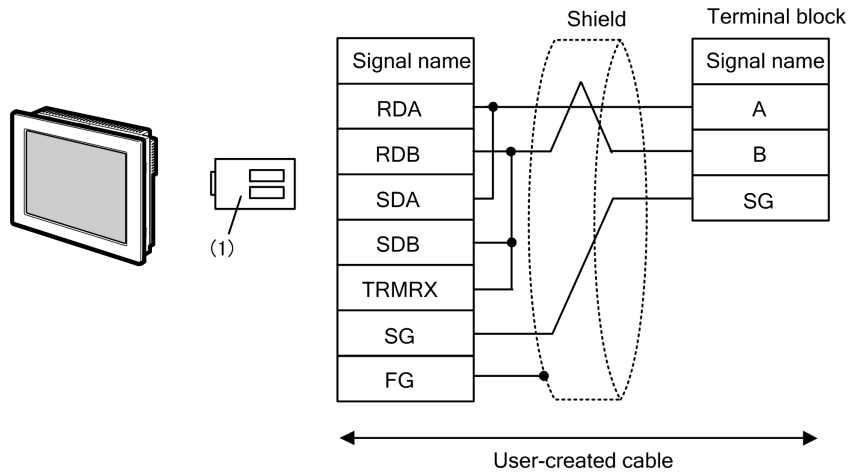 Shield
Terminal block
Signal name
RDA
RDB
SDA
SDB
TRMRX
SG
FG
Signal name
A
B
SG
(1)
User-created cable